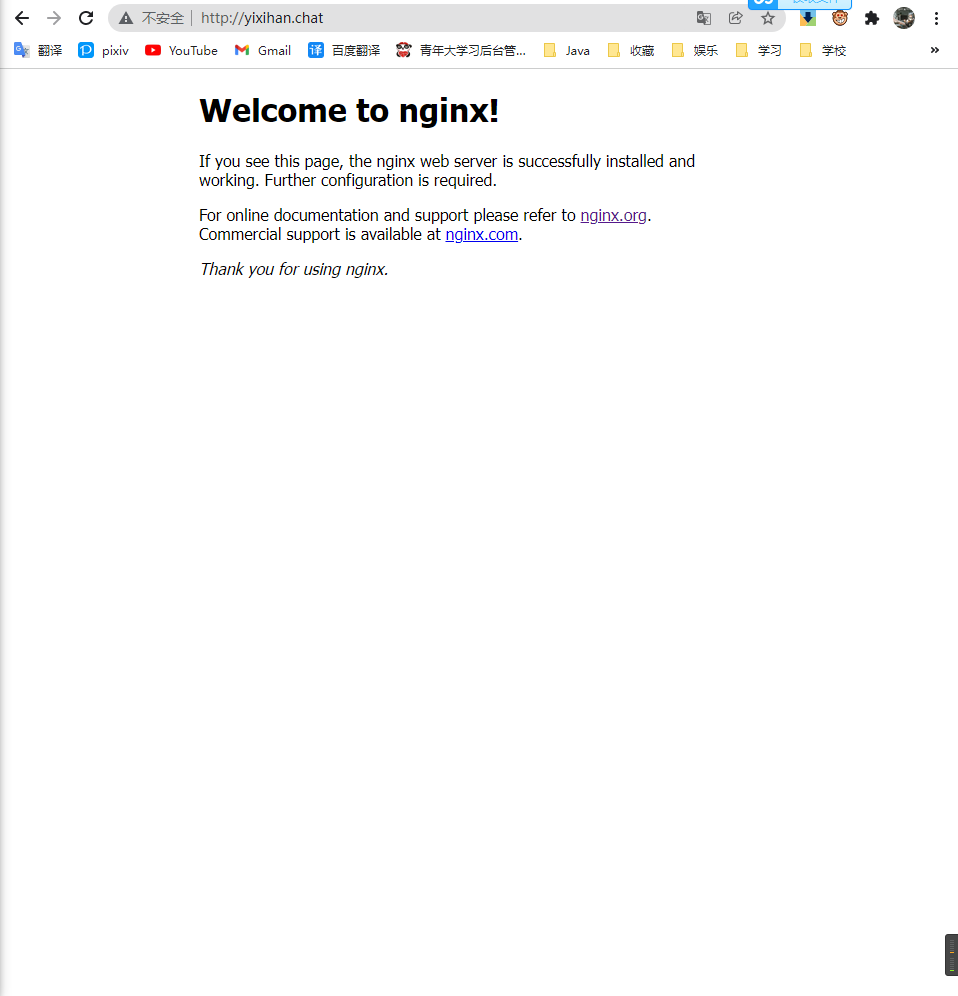 不安全 http://yixihan.chat
翻译 pixiv YouTube Gmail 百度翻译 青年大学习后台管... Java 收藏 娱乐 学习 学校 »
Welcome to nginx!
If you see this page, the nginx web server is successfully installed and
working. Further configuration is required.
For online documentation and support please refer to nginx.org.
Commercial support is available at nginx.com.
Thank you for using nginx.